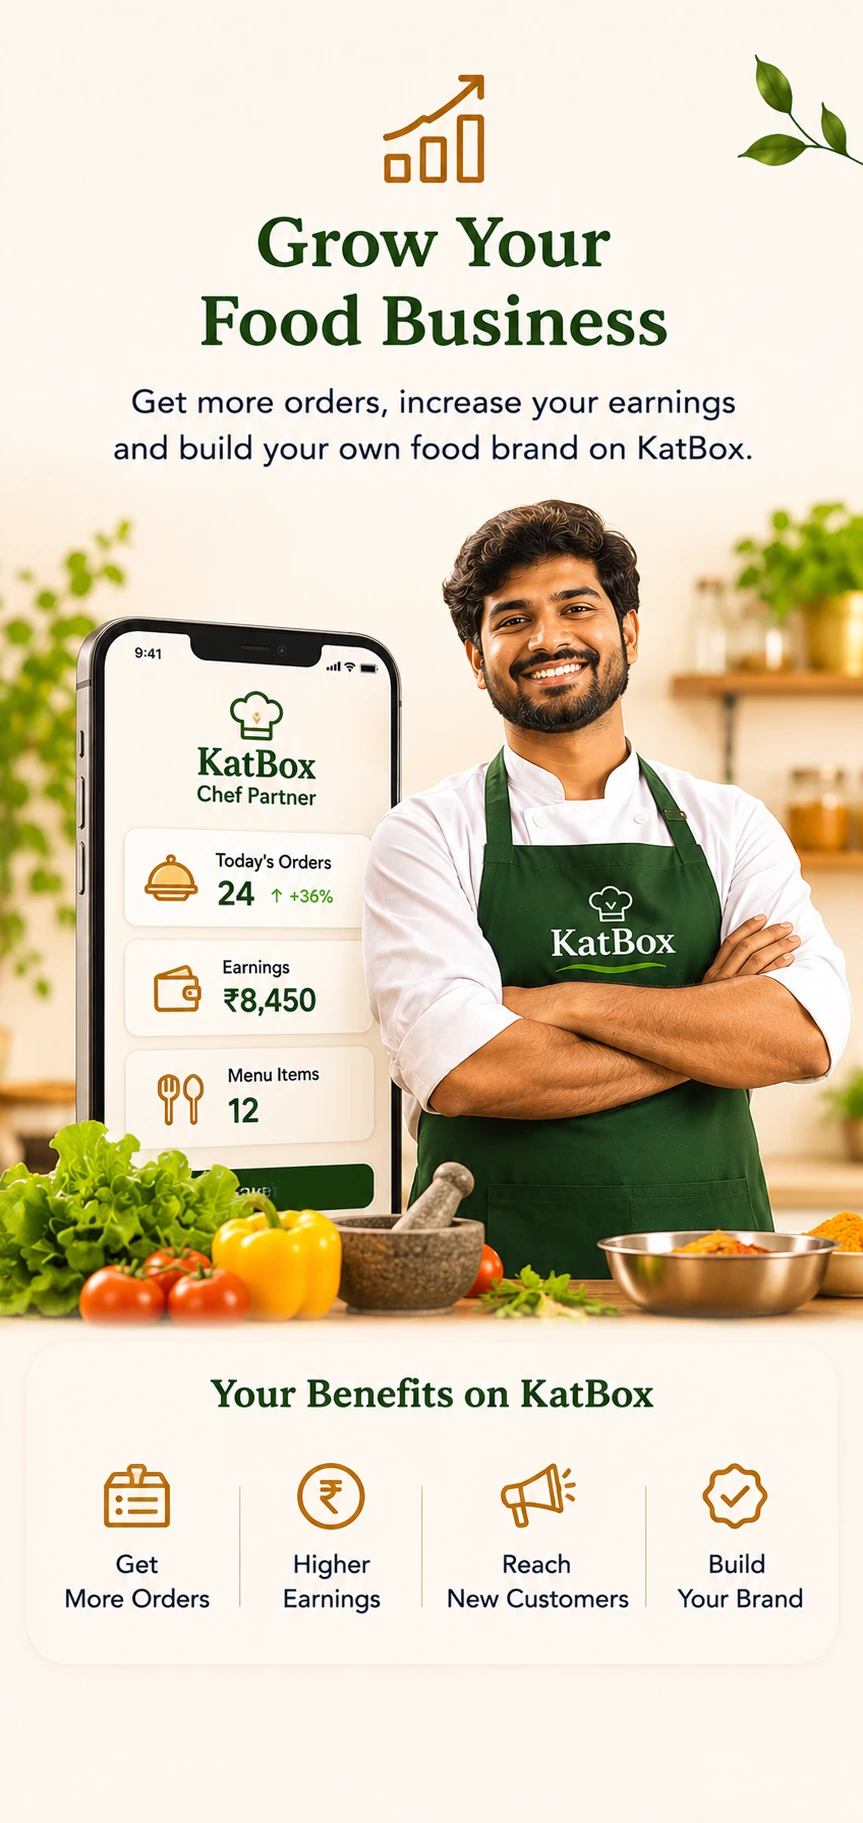 Grow Your
Food Business
Get more orders, increase your earnings
and build your own food brand on KatBox.
9:41
KatBox
Chef Partner
Today's Orders
24 ↑ +36%
Earnings
₹8,450
Menu Items
12
KatBox
Your Benefits on KatBox
Get
More Orders
Higher
Earnings
Reach
New Customers
Build
Your Brand